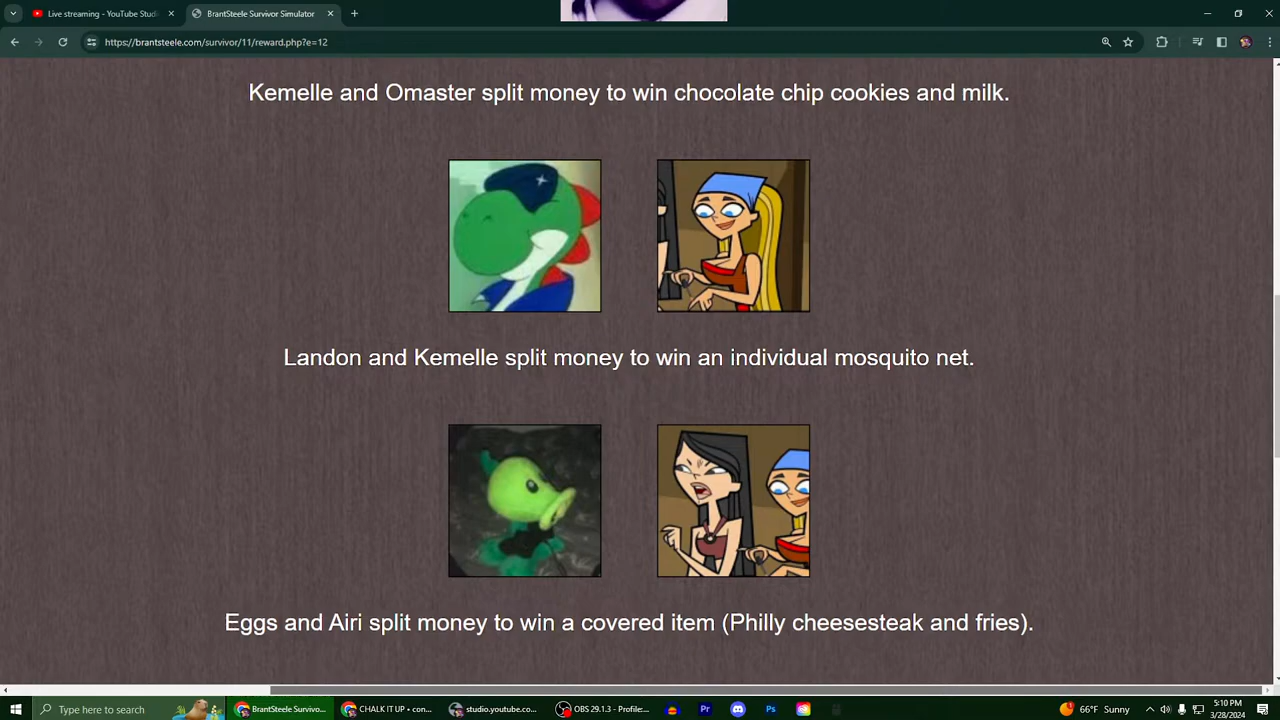 Live streaming - YouTube Studi
BrantSteele Survivor Simulator
https://brantsteele.com/survivor/11/reward.php?e=12
Kemelle and Omaster split money to win chocolate chip cookies and milk.
Landon and Kemelle split money to win an individual mosquito net.
Eggs and Airi split money to win a covered item (Philly cheesesteak and fries).
Type here to search
BrantSteele Survivo...
CHALK IT UP • con...
studio.youtube.co...
OBS 29.1.3 - Profile:...
Pr
Ps
66°F Sunny
5:10 PM
3/28/2024